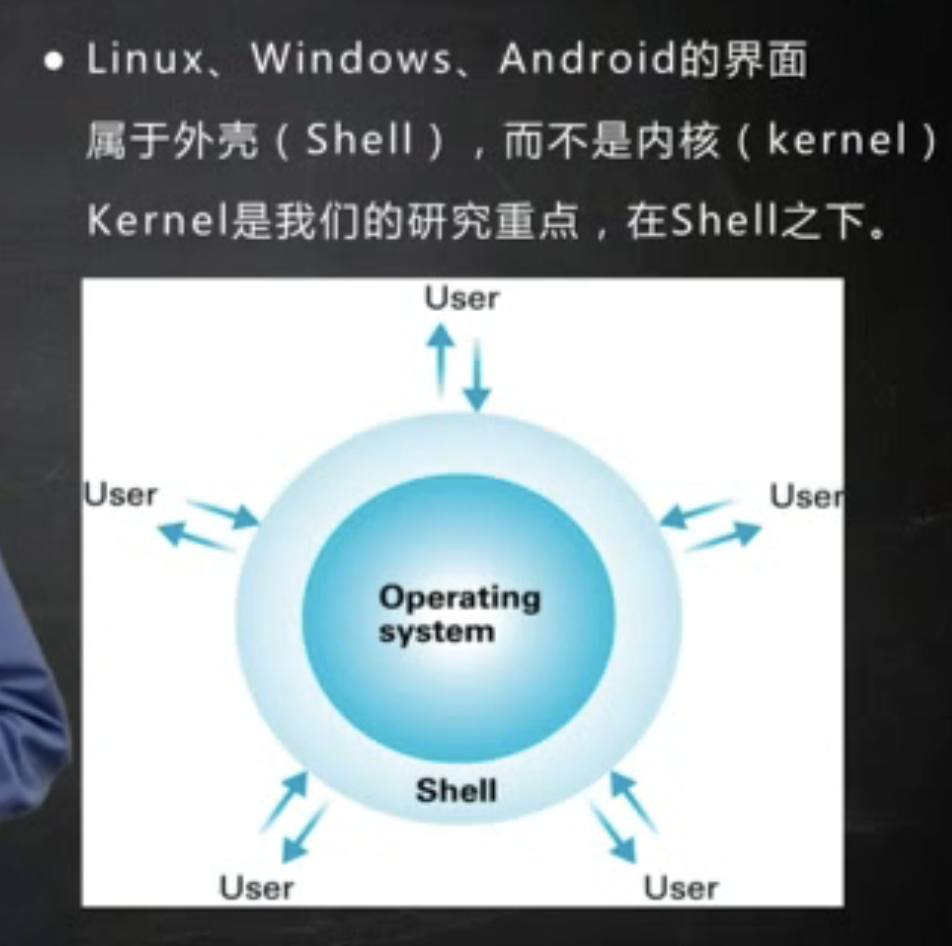 ● Linux、Windows、Android的界面
属于外壳（Shell），而不是内核（kernel）
Kernel是我们的研究重点，在Shell之下。
User
User
User
Operating
system
Shell
User
User